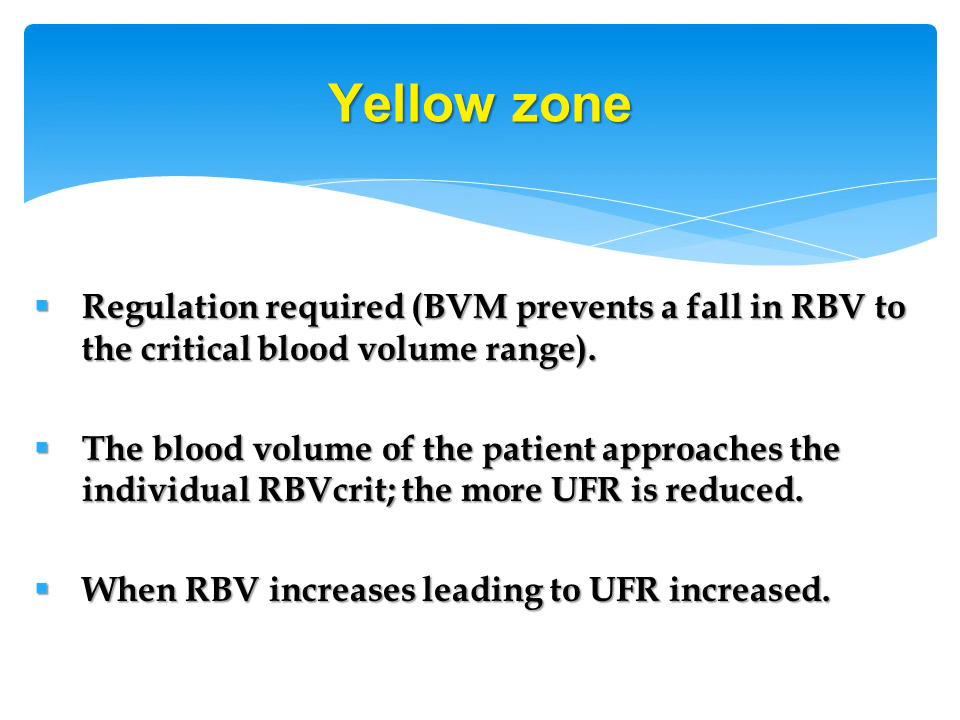 Yellow zone
Regulation required (BVM prevents a fall in RBV to
the critical blood volume range).
The blood volume of the patient approaches the
individual RBVcrit; the more UFR is reduced.
When RBV increases leading to UFR increased.